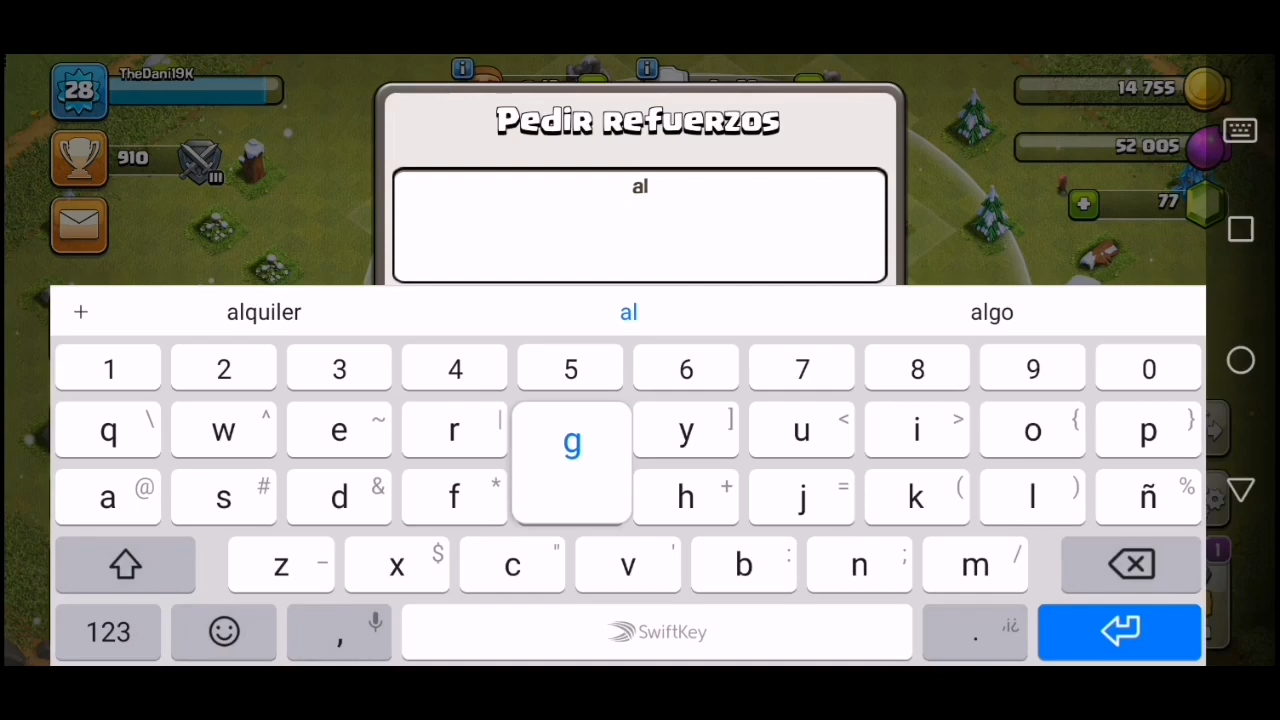 28
TheDani19K
910
III
Pedir refuerzos
al
14 755
52 005
77
+ alquiler al algo
1 2 3 4 5 6 7 8 9 0
q \ w ^ e ~ r | g y ] u < i > o { p }
a @ s # d & f * h + j = k ( l ) ñ %
z _ x $ c " v ' b : n ; m /
123 , SwiftKey . ,¡¿